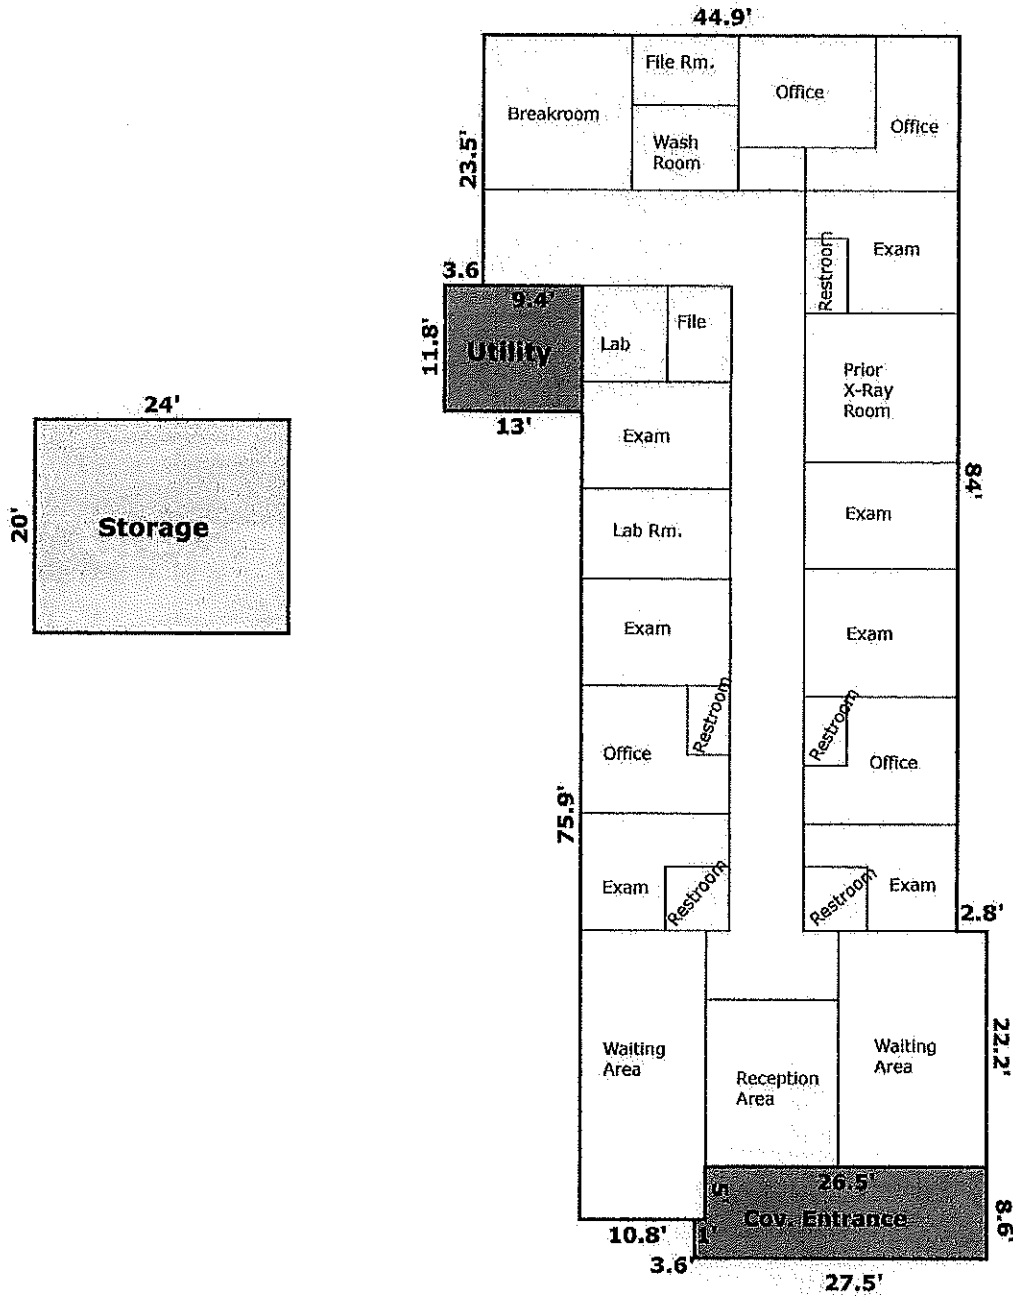 44.9'
File Rm.
Office
Breakroom
Office
Wash
Room
23.5'
Restroom
Exam
3.6
9.4'
File
Lab
11.8'
Utility
Prior
X-Ray
Room
24'
13'
Exam
84'
20'
Storage
Exam
Lab Rm.
Exam
Exam
Restroom
Restroom
Office
Office
75.9'
Exam
Restroom
Restroom
Exam
2.8'
Waiting
Area
Waiting
Area
22.2'
Reception
Area
5'
26.5'
Cov. Entrance
8.6'
10.8'
1'
3.6'
27.5'